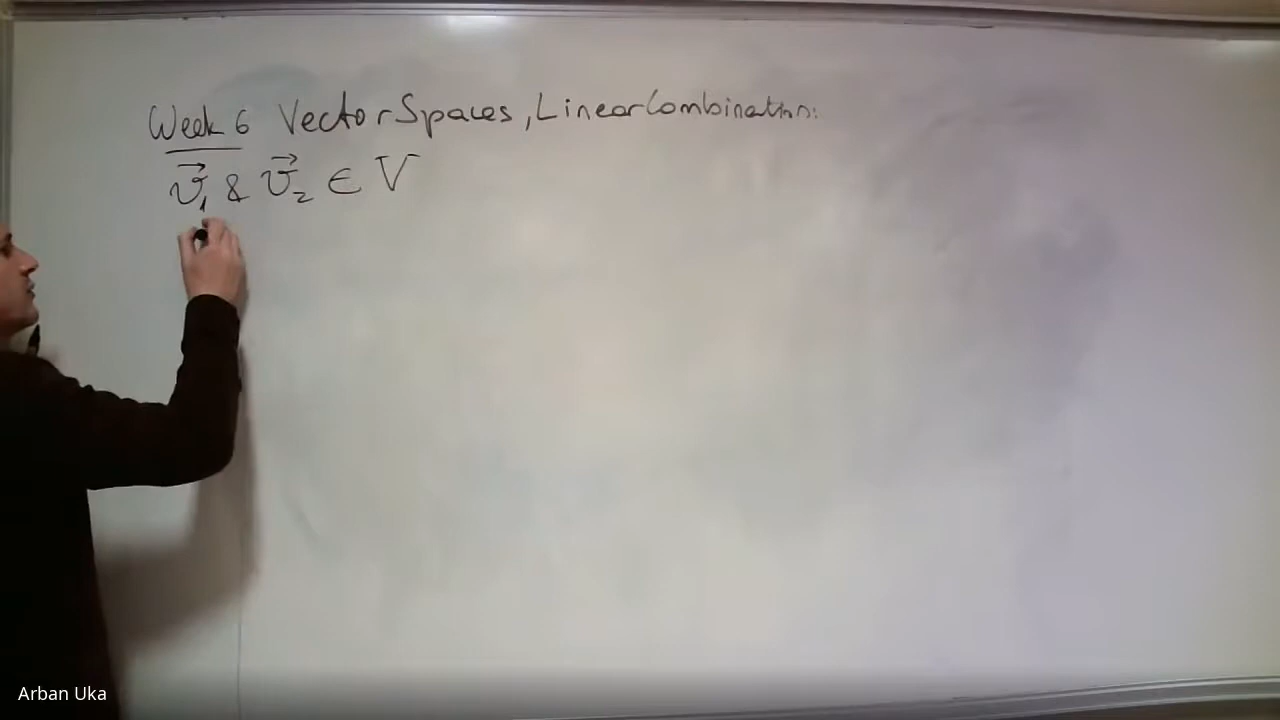 Week 6 Vector Spaces, Linear Combination:
v⃗₁ & v⃗₂ ∈ V
Arban Uka